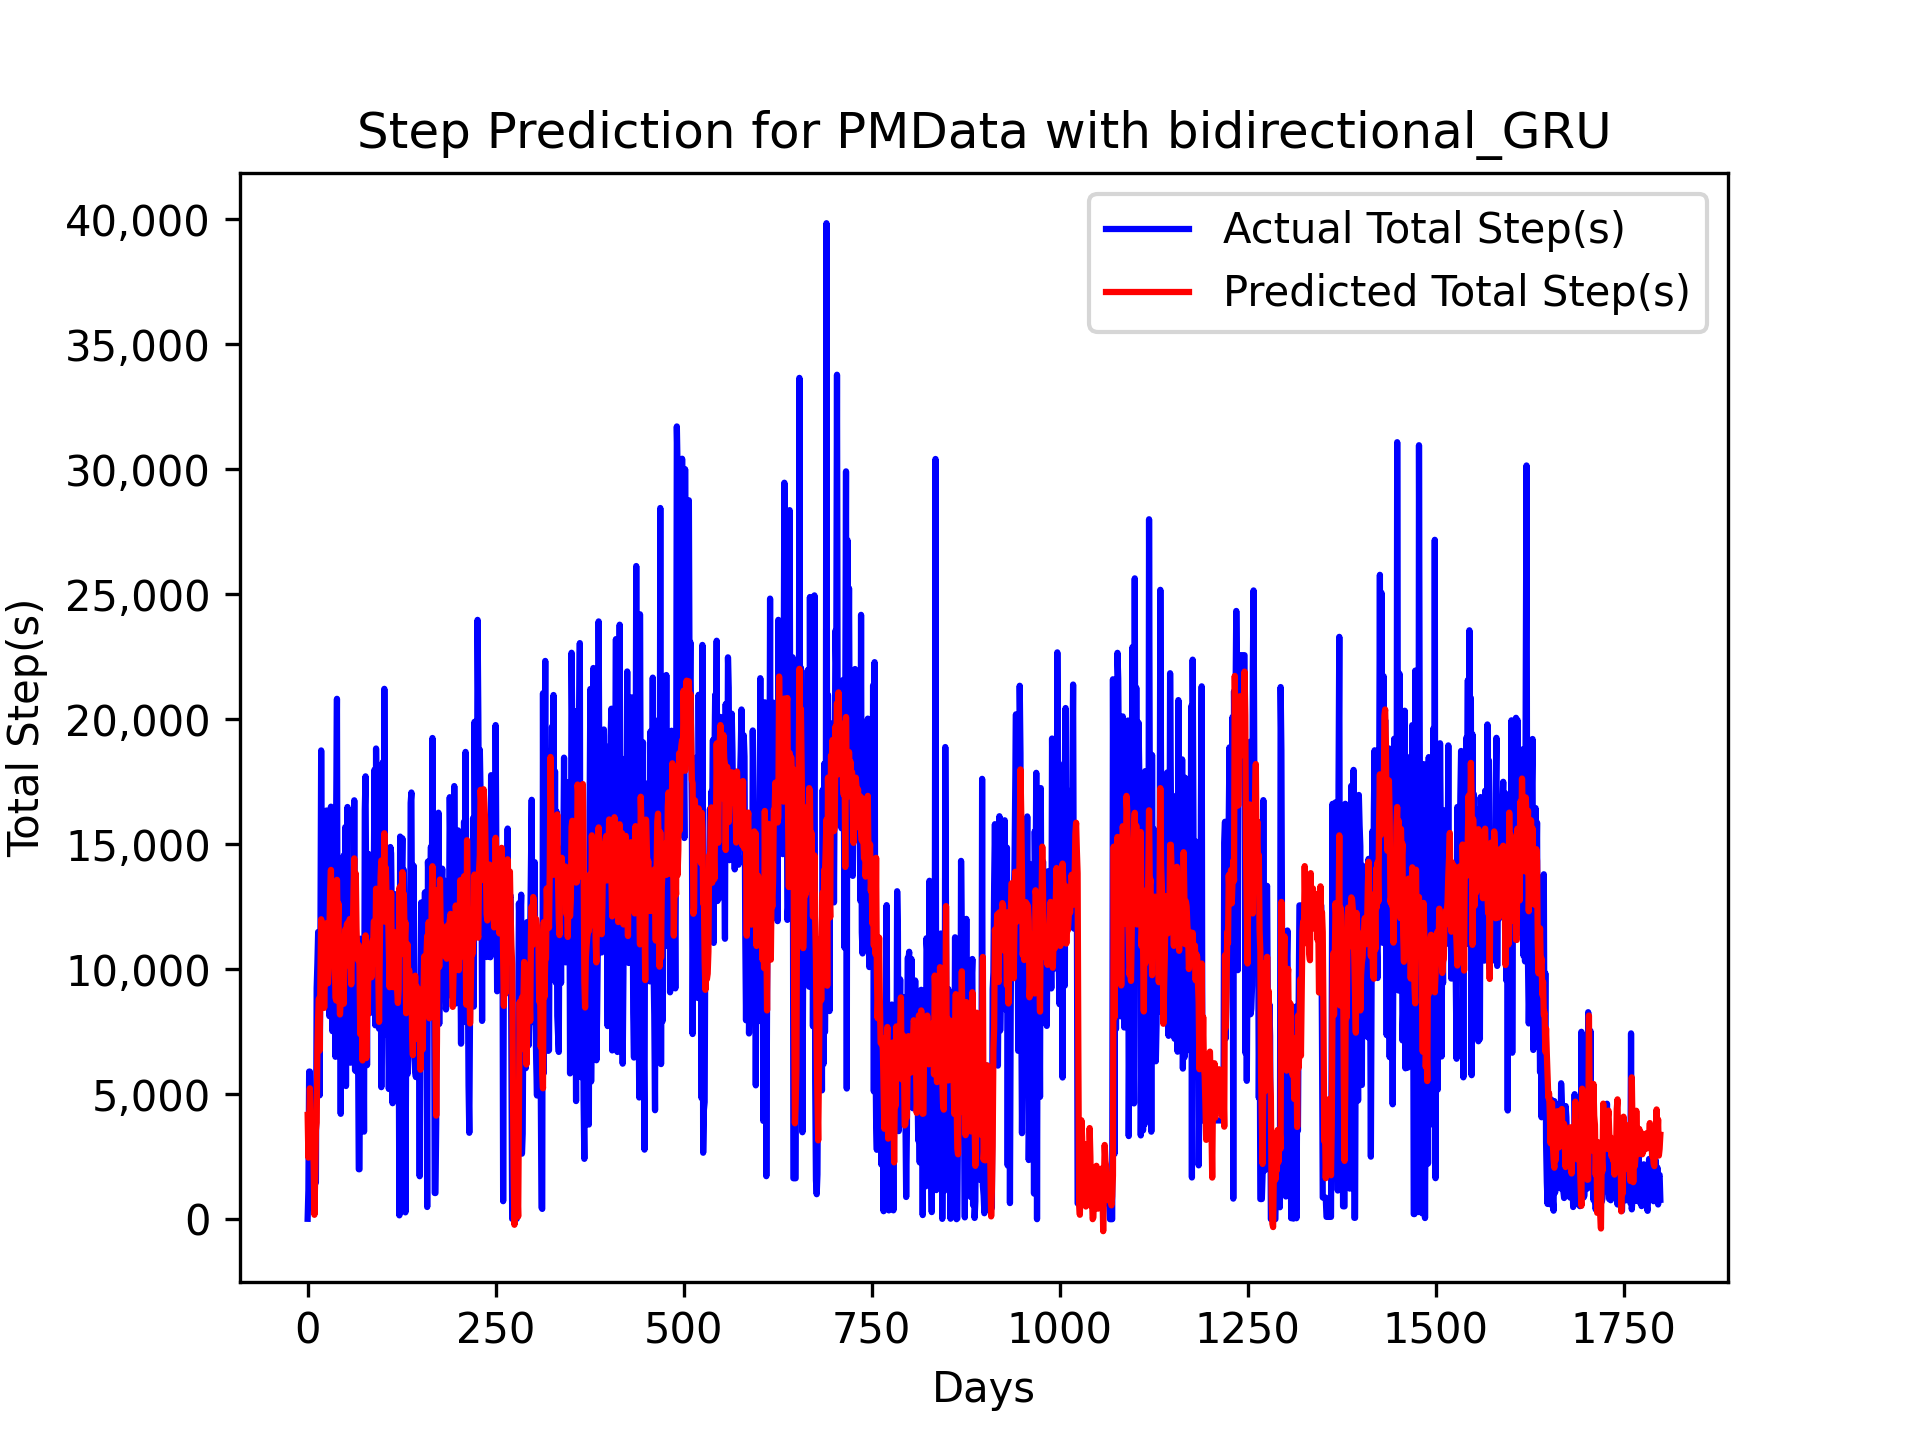 Step Prediction for PMData with bidirectional_GRU
Actual Total Step(s)
Predicted Total Step(s)
Total Step(s)
40,000
35,000
30,000
25,000
20,000
15,000
10,000
5,000
0
0 250 500 750 1000 1250 1500 1750
Days